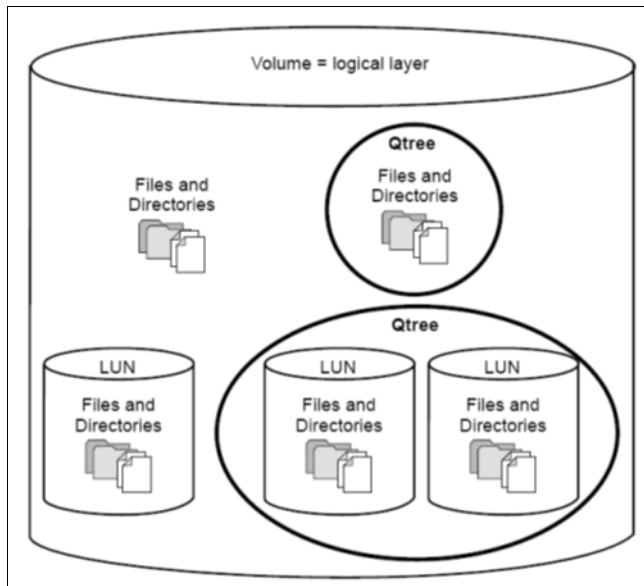 Volume = logical layer
Qtree
Files and
Directories
Files and
Directories
Qtree
LUN
Files and
Directories
LUN
Files and
Directories
LUN
Files and
Directories